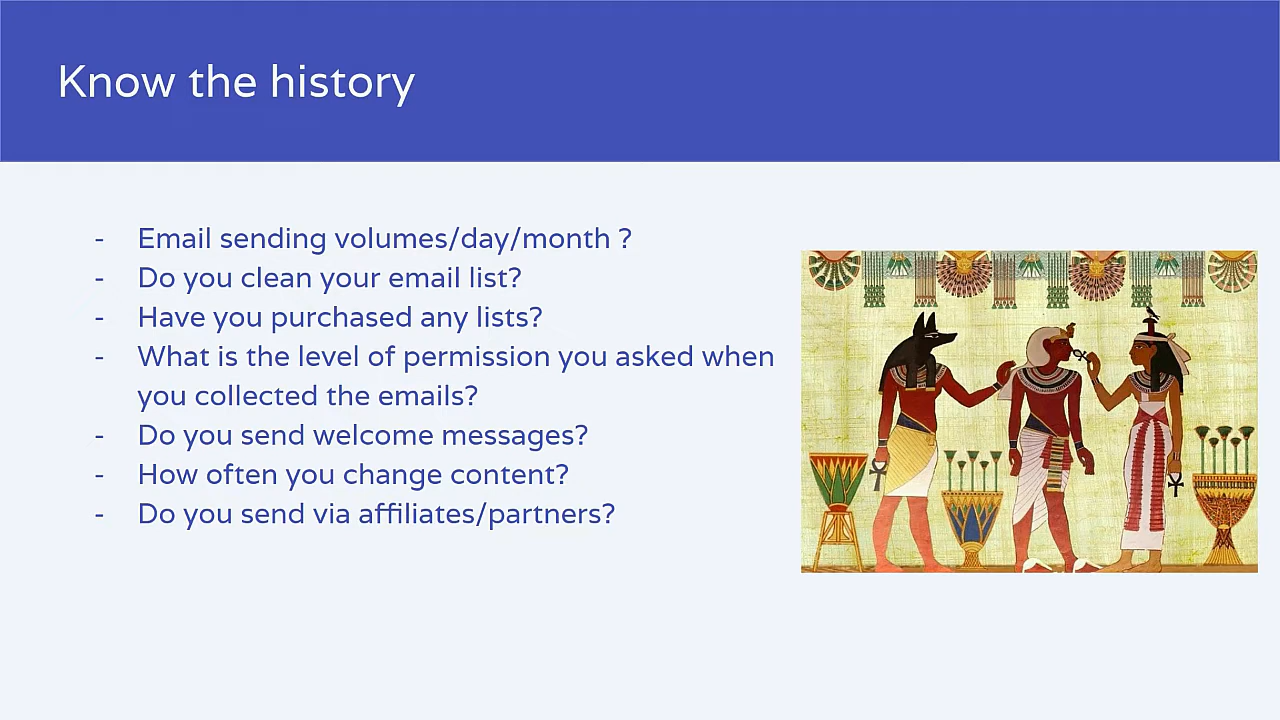 Know the history
- Email sending volumes/day/month ?
- Do you clean your email list?
- Have you purchased any lists?
- What is the level of permission you asked when
you collected the emails?
- Do you send welcome messages?
- How often you change content?
- Do you send via affiliates/partners?